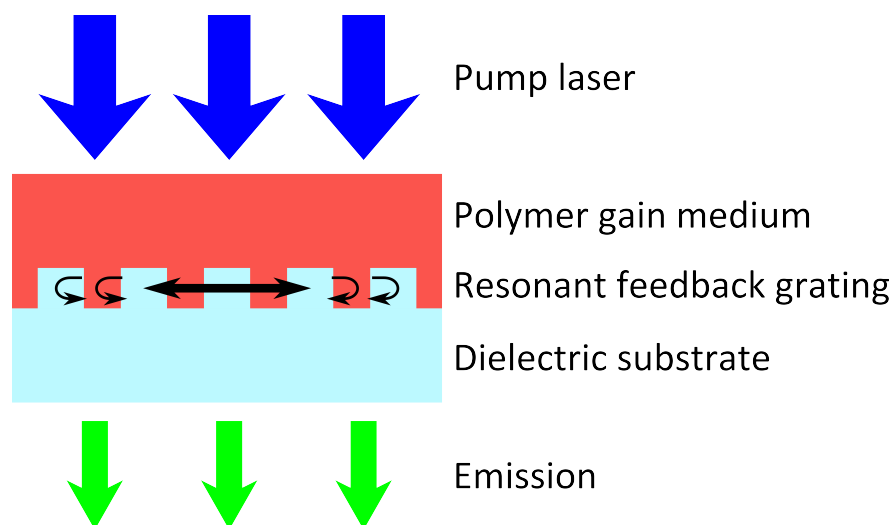 Pump laser
Polymer gain medium
Resonant feedback grating
Dielectric substrate
Emission